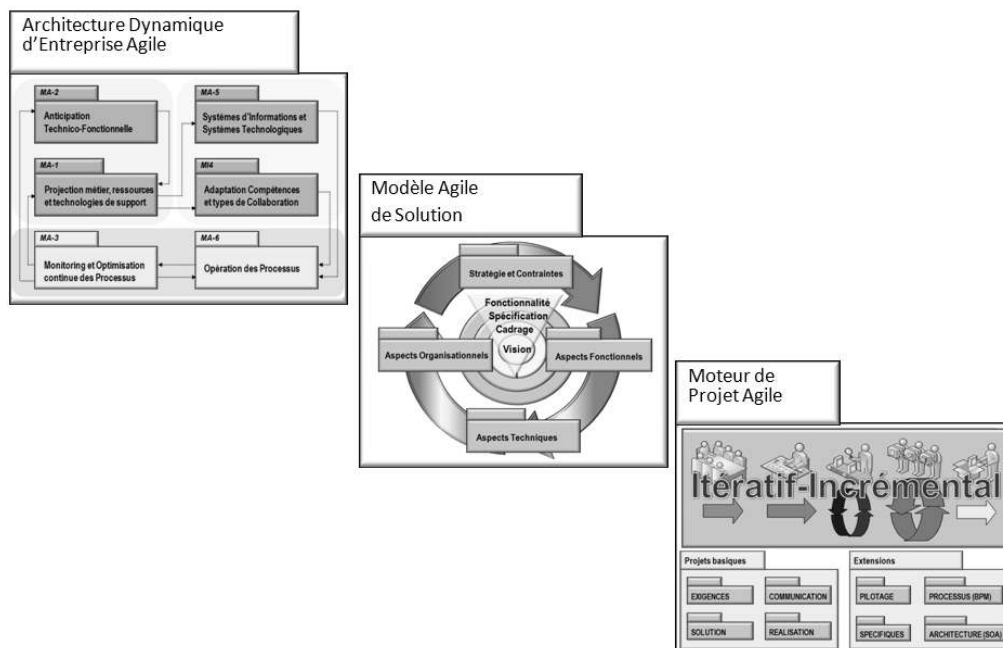 Architecture Dynamique
d'Entreprise Agile
MA-2
Anticipation
Technico-Fonctionnelle
MA-5
Systèmes d'Informations et
Systèmes Technologiques
MA-1
Projection métier, ressources
et technologies de support
MI4
Adaptation Compétences
et types de Collaboration
MA-3
Monitoring et Optimisation
continue des Processus
MA-6
Opération des Processus
Modèle Agile
de Solution
Stratégie et Contraintes
Fonctionnalité
Spécification
Cadrage
Vision
Aspects Organisationnels
Aspects Fonctionnels
Aspects Techniques
Moteur de
Projet Agile
Itératif-Incrémental
Projets basiques
EXIGENCES
COMMUNICATION
SOLUTION
REALISATION
Extensions
PILOTAGE
PROCESSUS (BPM)
SPECIFIQUES
ARCHITECTURE (SOA)